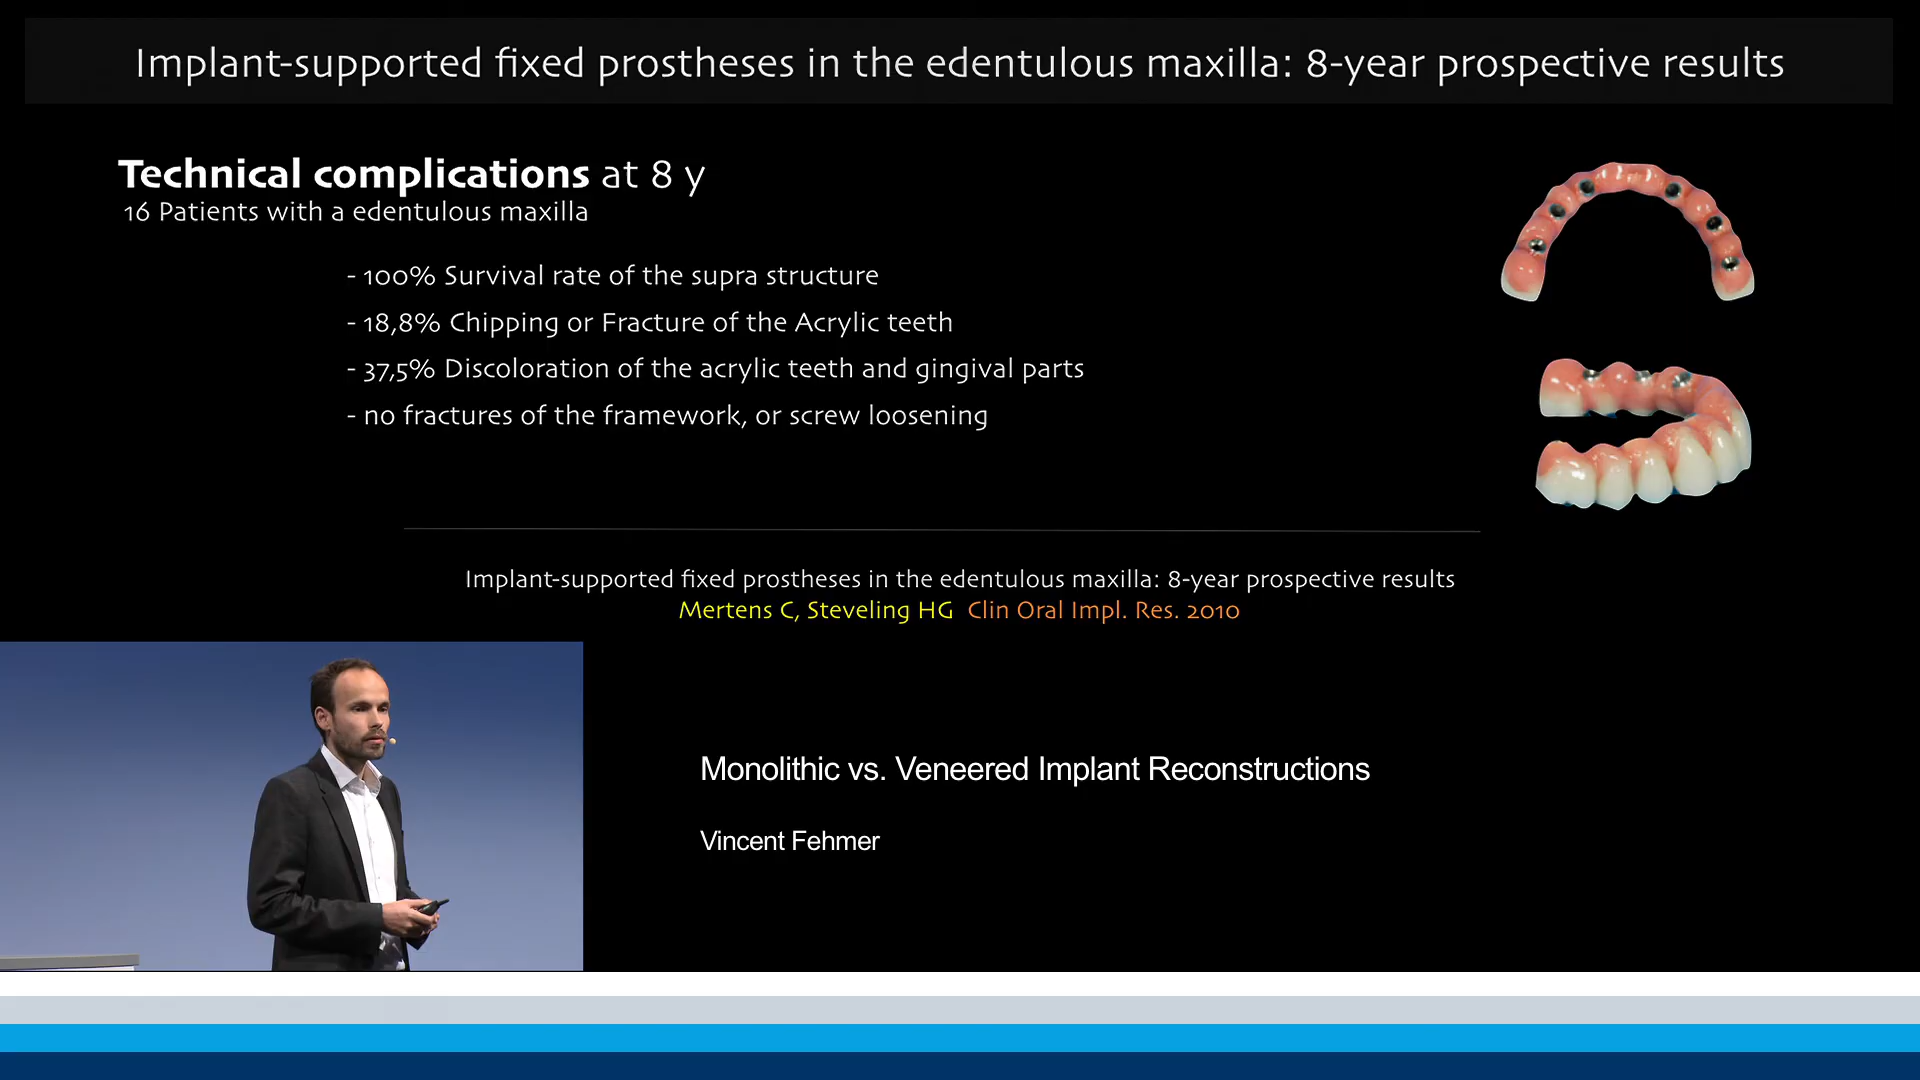 Implant-supported fixed prostheses in the edentulous maxilla: 8-year prospective results
Technical complications at 8 y
16 Patients with a edentulous maxilla
- 100% Survival rate of the supra structure
- 18,8% Chipping or Fracture of the Acrylic teeth
- 37,5% Discoloration of the acrylic teeth and gingival parts
- no fractures of the framework, or screw loosening
Implant-supported fixed prostheses in the edentulous maxilla: 8-year prospective results
Mertens C, Steveling HG Clin Oral Impl. Res. 2010
Monolithic vs. Veneered Implant Reconstructions
Vincent Fehmer